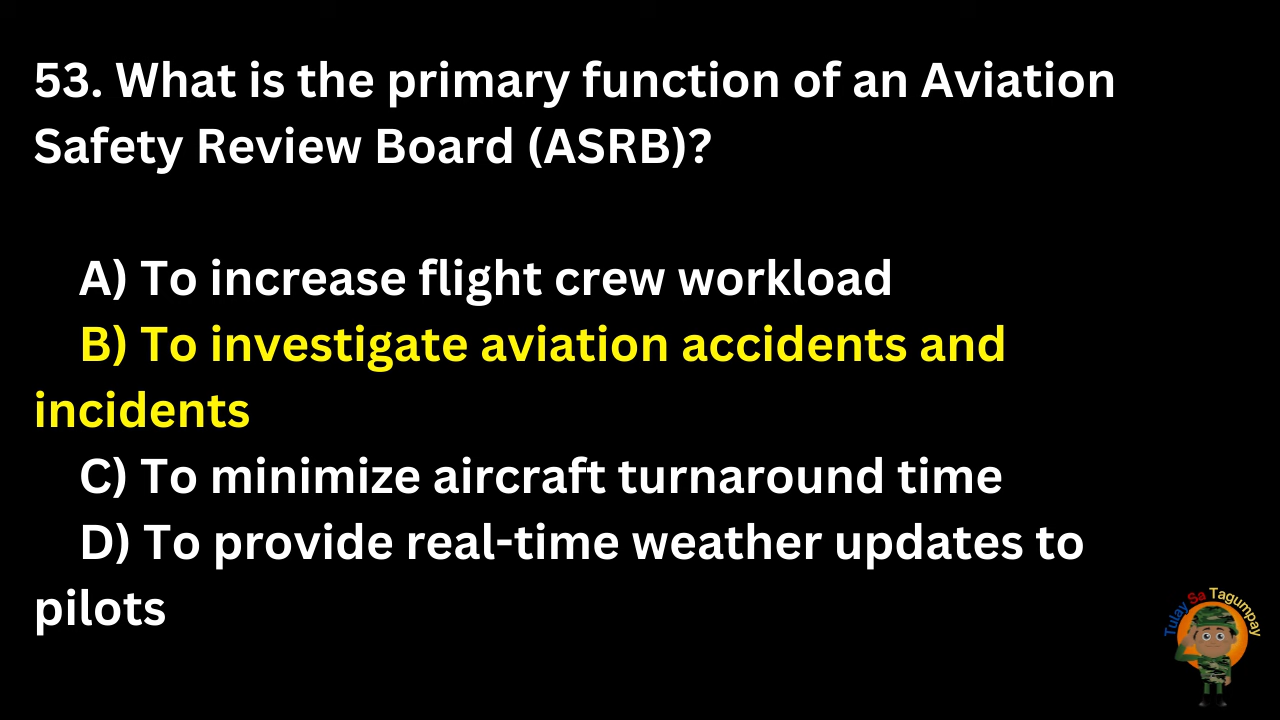 53. What is the primary function of an Aviation
Safety Review Board (ASRB)?
A) To increase flight crew workload
B) To investigate aviation accidents and
incidents
C) To minimize aircraft turnaround time
D) To provide real-time weather updates to
pilots
Tulay Sa Tagumpay